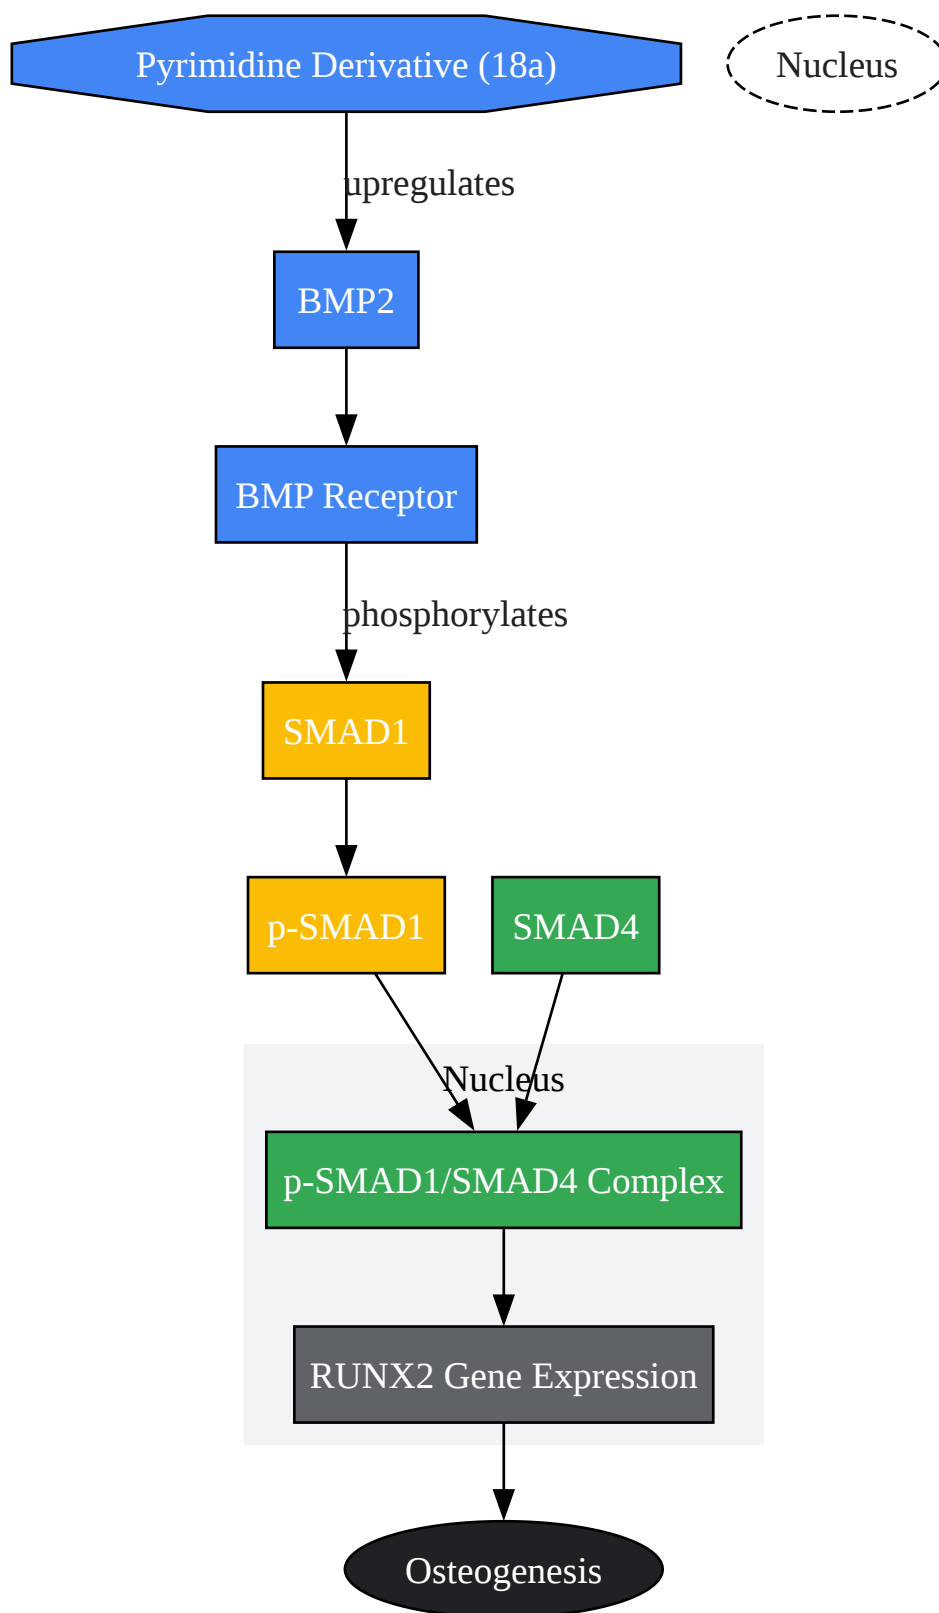 Pyrimidine Derivative (18a)
Nucleus
upregulates
BMP2
BMP Receptor
phosphorylates
SMAD1
p-SMAD1
SMAD4
Nucleus
p-SMAD1/SMAD4 Complex
RUNX2 Gene Expression
Osteogenesis